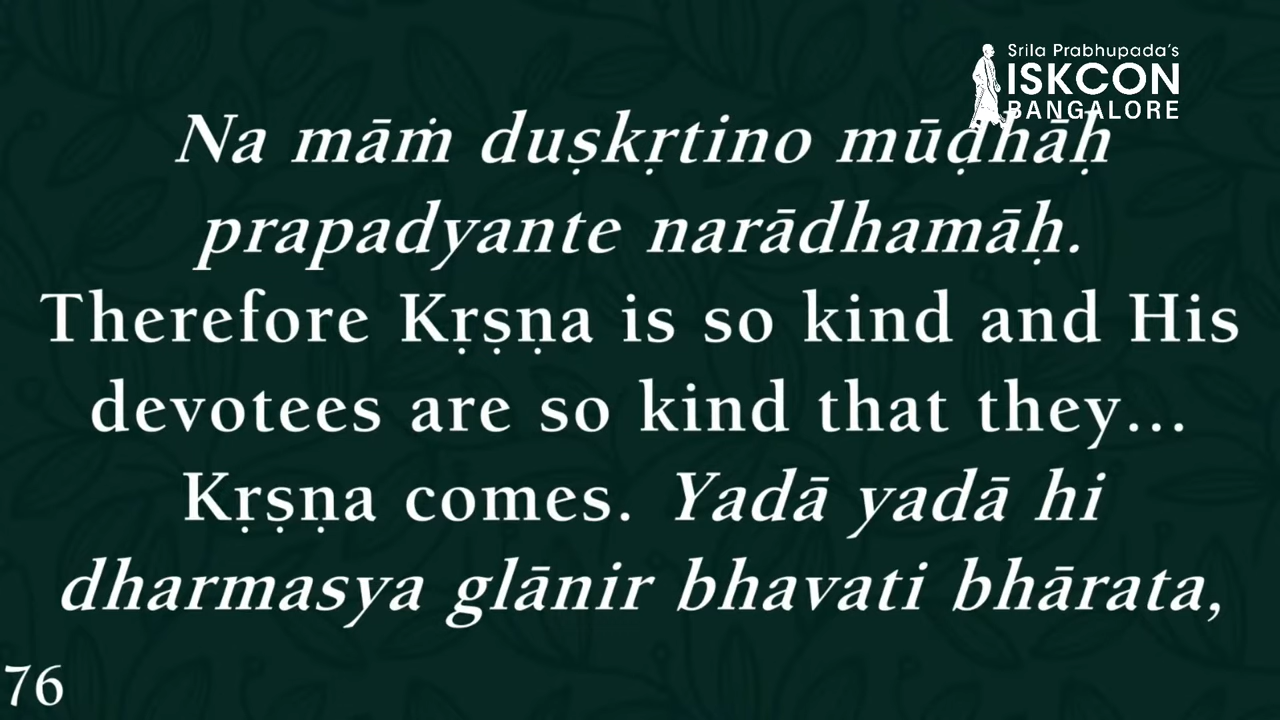 Srila Prabhupada's
ISKCON
BANGALORE
Na māṁ duṣkṛtino mūḍhāḥ
prapadyante narādhamāḥ.
Therefore Kṛṣṇa is so kind and His
devotees are so kind that they...
Kṛṣṇa comes. Yadā yadā hi
dharmasya glānir bhavati bhārata,
76